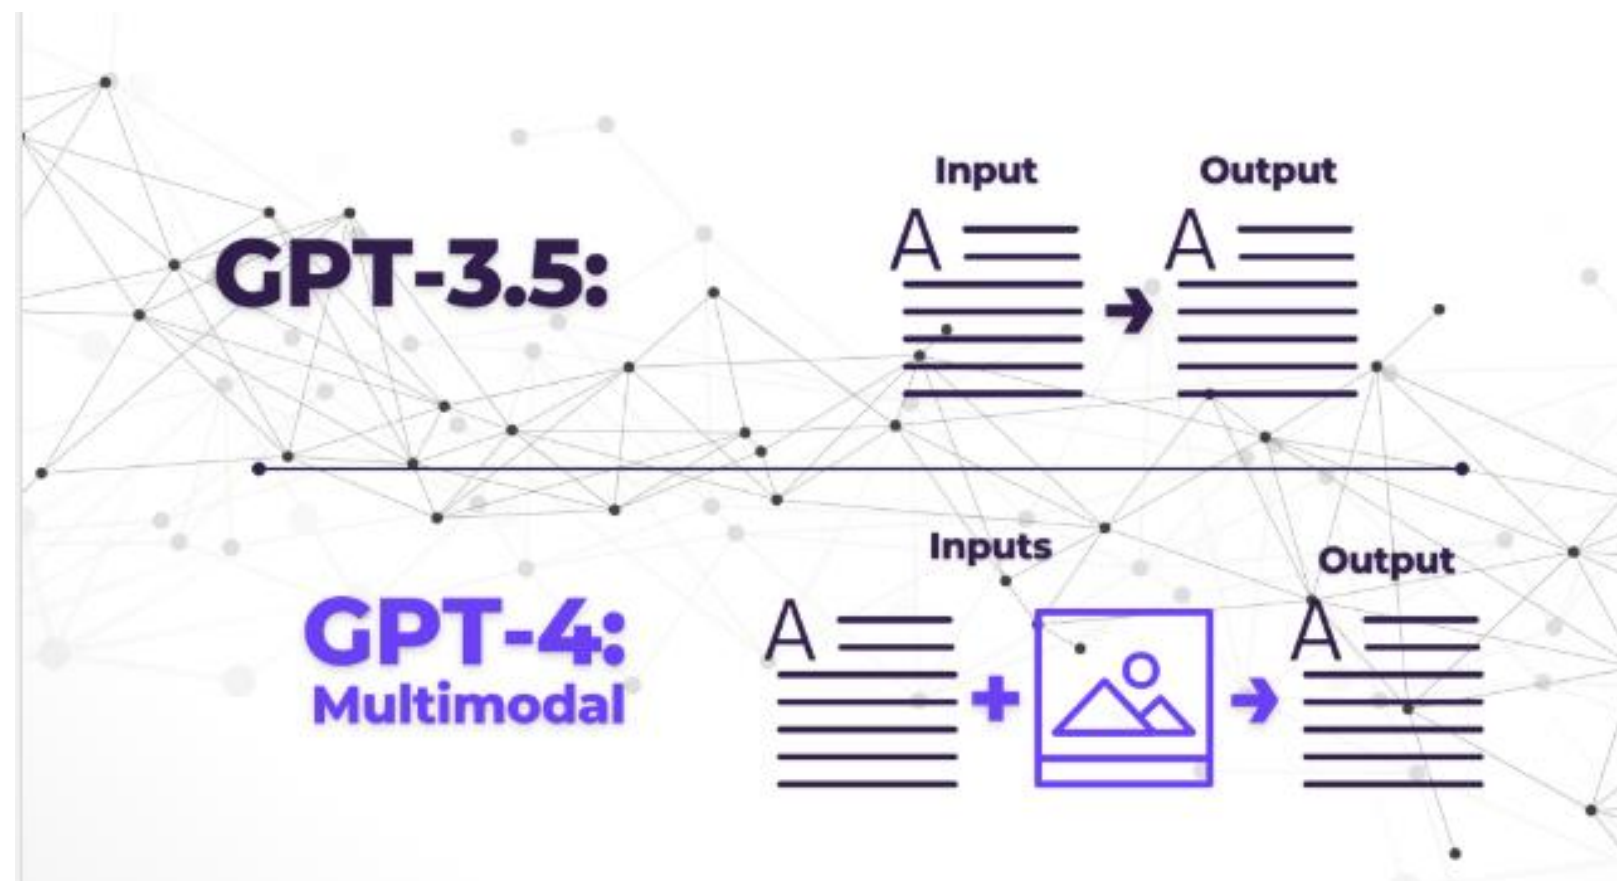 Input
Output
A
A
GPT-3.5:
Inputs
Output
GPT-4:
Multimodal
A
A